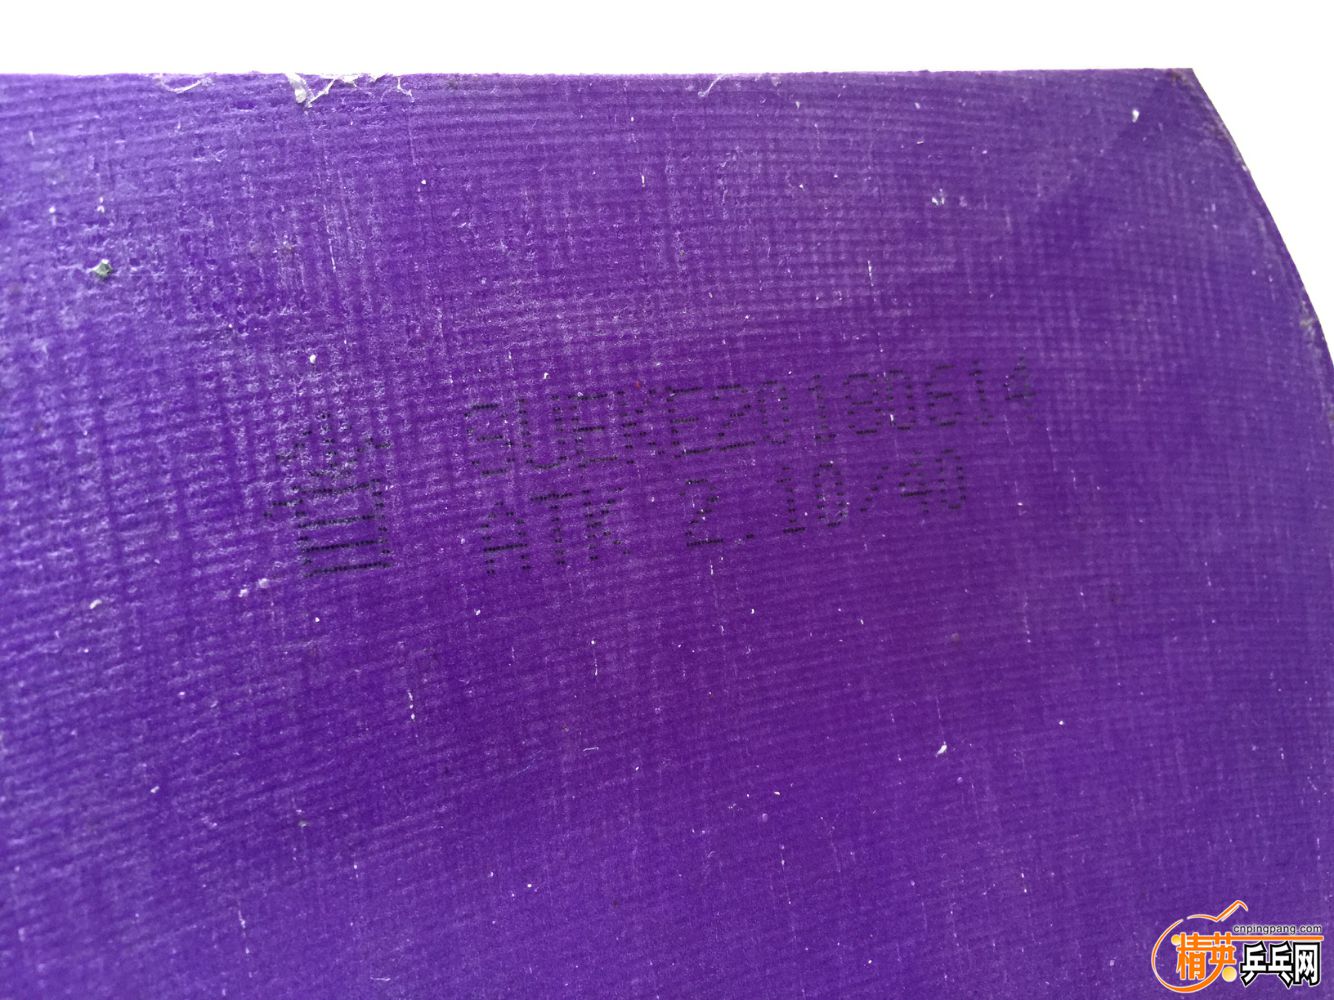 SUEKE20180614
ATK 2.10/40
cnpingpang.com
精英乒乓网